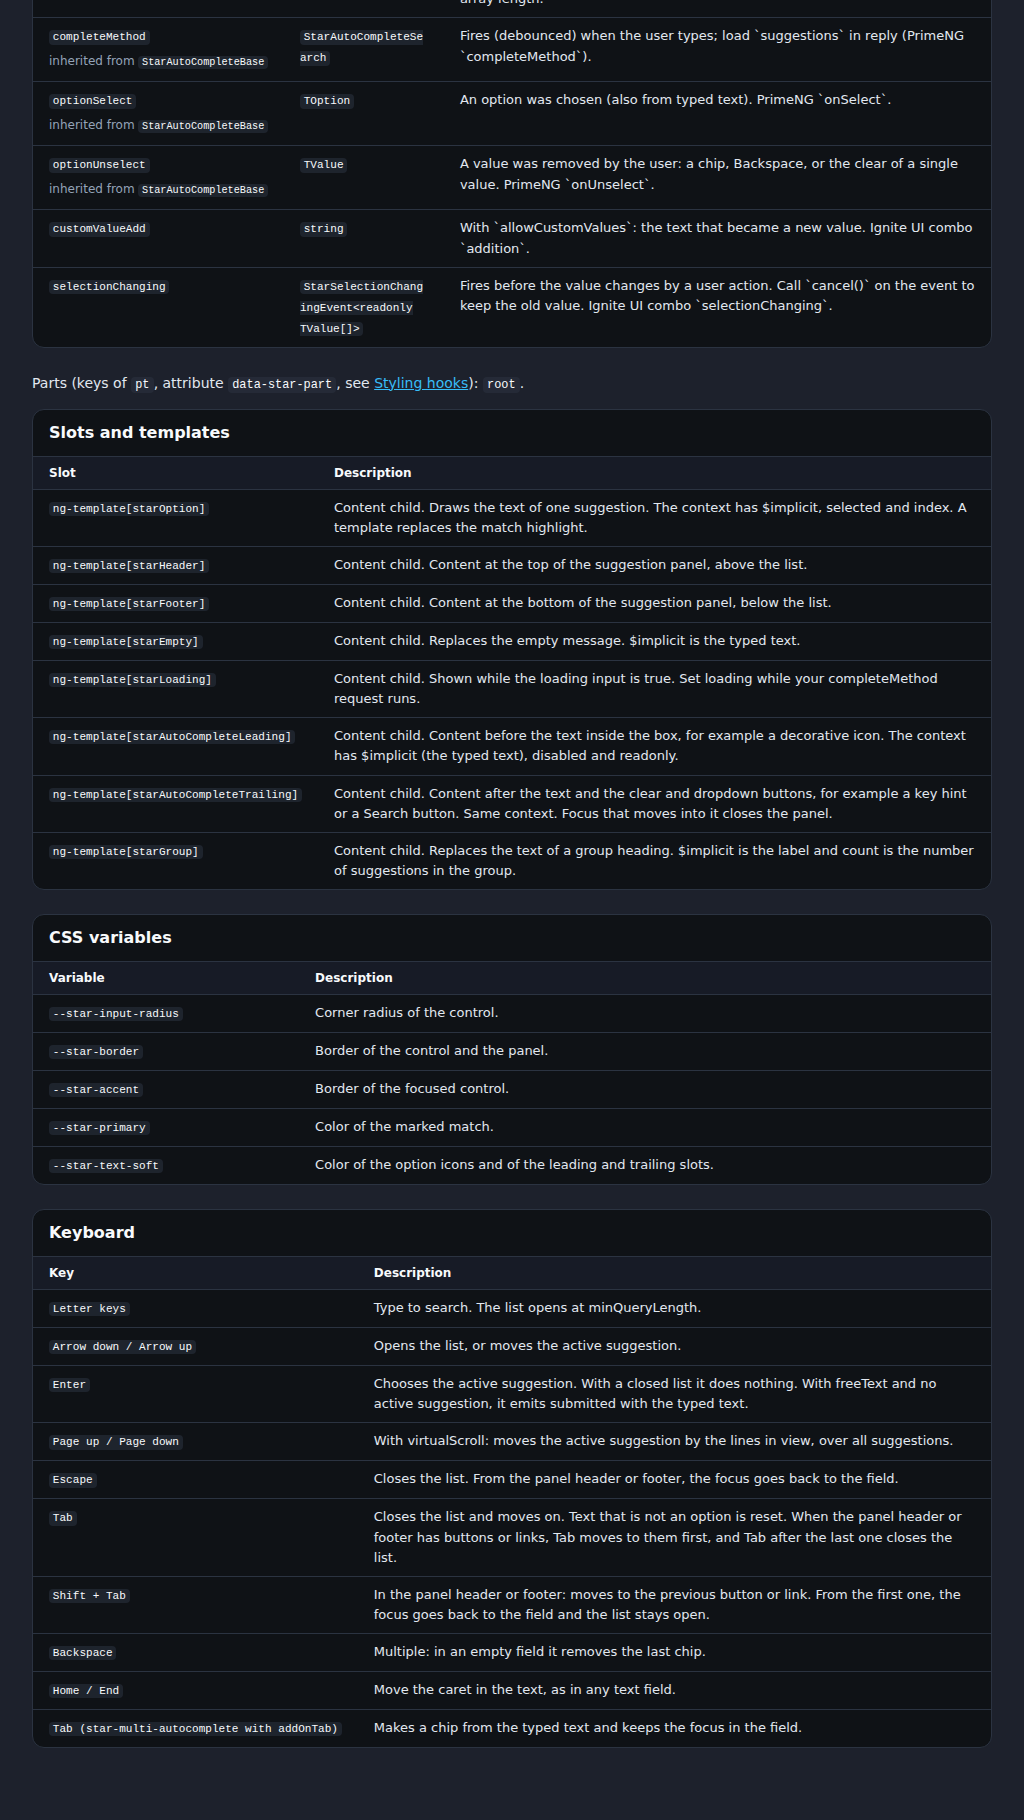 array length.
completeMethod
inherited from StarAutoCompleteBase
StarAutoCompleteSe
arch
Fires (debounced) when the user types; load `suggestions` in reply (PrimeNG
`completeMethod`).
optionSelect
inherited from StarAutoCompleteBase
TOption
An option was chosen (also from typed text). PrimeNG `onSelect`.
optionUnselect
inherited from StarAutoCompleteBase
TValue
A value was removed by the user: a chip, Backspace, or the clear of a single
value. PrimeNG `onUnselect`.
customValueAdd
string
With `allowCustomValues`: the text that became a new value. Ignite UI combo
`addition`.
selectionChanging
StarSelectionChang
ingEvent<readonly
TValue[]>
Fires before the value changes by a user action. Call `cancel()` on the event to
keep the old value. Ignite UI combo `selectionChanging`.
Parts (keys of pt, attribute data-star-part, see Styling hooks): root.
Slots and templates
Slot Description
ng-template[starOption]
Content child. Draws the text of one suggestion. The context has $implicit, selected and index. A
template replaces the match highlight.
ng-template[starHeader]
Content child. Content at the top of the suggestion panel, above the list.
ng-template[starFooter]
Content child. Content at the bottom of the suggestion panel, below the list.
ng-template[starEmpty]
Content child. Replaces the empty message. $implicit is the typed text.
ng-template[starLoading]
Content child. Shown while the loading input is true. Set loading while your completeMethod
request runs.
ng-template[starAutoCompleteLeading]
Content child. Content before the text inside the box, for example a decorative icon. The context
has $implicit (the typed text), disabled and readonly.
ng-template[starAutoCompleteTrailing]
Content child. Content after the text and the clear and dropdown buttons, for example a key hint
or a Search button. Same context. Focus that moves into it closes the panel.
ng-template[starGroup]
Content child. Replaces the text of a group heading. $implicit is the label and count is the number
of suggestions in the group.
CSS variables
Variable Description
--star-input-radius
Corner radius of the control.
--star-border
Border of the control and the panel.
--star-accent
Border of the focused control.
--star-primary
Color of the marked match.
--star-text-soft
Color of the option icons and of the leading and trailing slots.
Keyboard
Key Description
Letter keys
Type to search. The list opens at minQueryLength.
Arrow down / Arrow up
Opens the list, or moves the active suggestion.
Enter
Chooses the active suggestion. With a closed list it does nothing. With freeText and no
active suggestion, it emits submitted with the typed text.
Page up / Page down
With virtualScroll: moves the active suggestion by the lines in view, over all suggestions.
Escape
Closes the list. From the panel header or footer, the focus goes back to the field.
Tab
Closes the list and moves on. Text that is not an option is reset. When the panel header or
footer has buttons or links, Tab moves to them first, and Tab after the last one closes the
list.
Shift + Tab
In the panel header or footer: moves to the previous button or link. From the first one, the
focus goes back to the field and the list stays open.
Backspace
Multiple: in an empty field it removes the last chip.
Home / End
Move the caret in the text, as in any text field.
Tab (star-multi-autocomplete with addOnTab)
Makes a chip from the typed text and keeps the focus in the field.